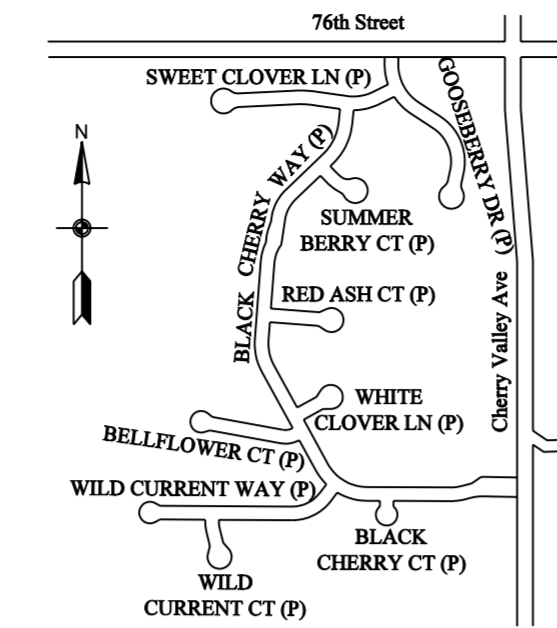 76th Street
SWEET CLOVER LN (P)
GOOSEBERRY DR (P)
N
BLACK CHERRY WAY (P)
SUMMER
BERRY CT (P)
RED ASH CT (P)
Cherry Valley Ave
WHITE
CLOVER LN (P)
BELLFLOWER CT (P)
WILD CURRENT WAY (P)
BLACK
CHERRY CT (P)
WILD
CURRENT CT (P)